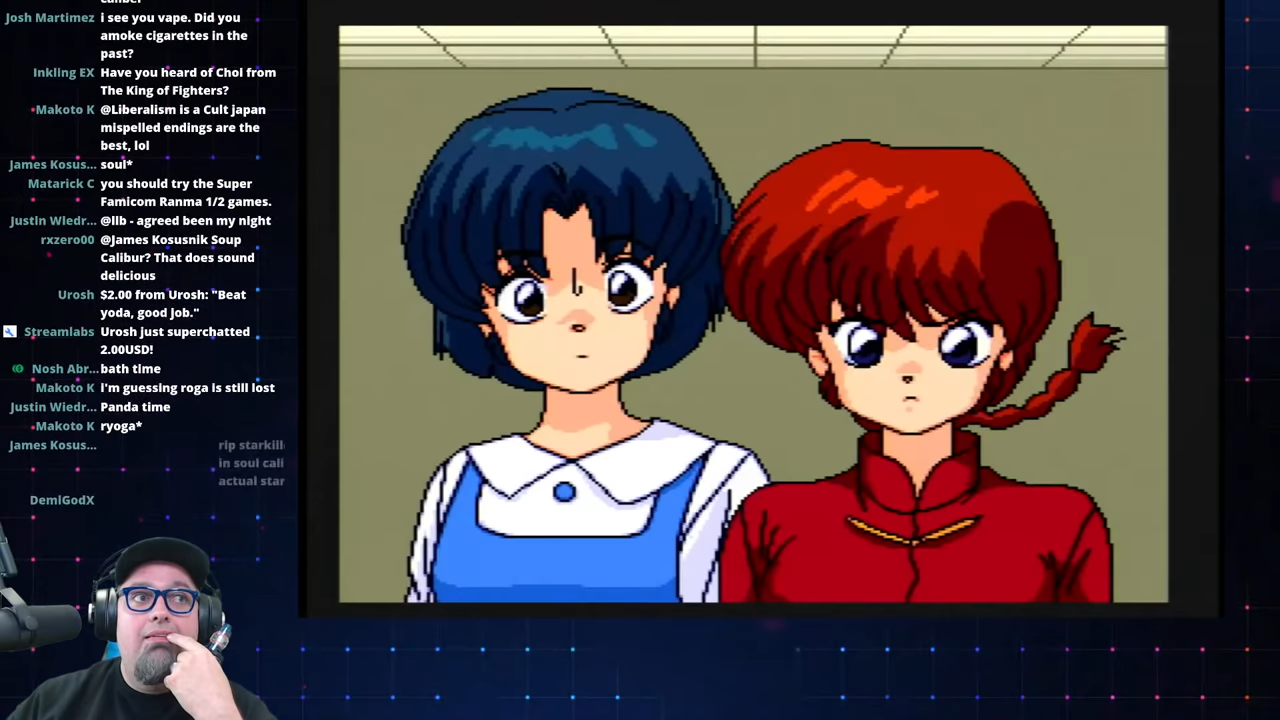 Josh Martimez i see you vape. Did you
amoke cigarettes in the
past?
Inkling EX Have you heard of Chol from
The King of Fighters?
Makoto K @Liberalism is a Cult japan
mispelled endings are the
best, lol
James Kosus... soul*
Matarick C you should try the Super
Famicom Ranma 1/2 games.
Justin Wiedr... @lib - agreed been my night
rxzero00 @James Kosusnik Soup
Calibur? That does sound
delicious
Urosh $2.00 from Urosh: "Beat
yoda, good job."
Streamlabs Urosh just superchatted
2.00USD!
Nosh Abr... bath time
Makoto K I'm guessing roga is still lost
Justin Wiedr... Panda time
Makoto K ryoga*
James Kosus... rip starkill
in soul cali
actual star
DemIGodX